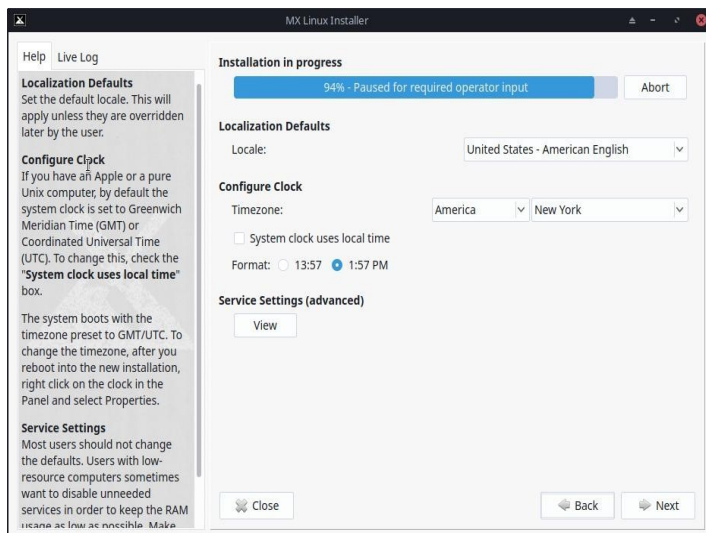 MX Linux Installer
Help
Live Log
Localization Defaults
Set the default locale. This will
apply unless they are overridden
later by the user.
Configure Clock
If you have an Apple or a pure
Unix computer, by default the
system clock is set to Greenwich
Meridian Time (GMT) or
Coordinated Universal Time
(UTC). To change this, check the
"System clock uses local time"
box.
The system boots with the
timezone preset to GMT/UTC. To
change the timezone, after you
reboot into the new installation,
right click on the clock in the
Panel and select Properties.
Service Settings
Most users should not change
the defaults. Users with low-
resource computers sometimes
want to disable unneeded
services in order to keep the RAM
usage as low as possible. Make
Installation in progress
94% - Paused for required operator input
Abort
Localization Defaults
Locale: United States - American English
Configure Clock
Timezone: America New York
System clock uses local time
Format: 13:57 1:57 PM
Service Settings (advanced)
View
Close
Back
Next